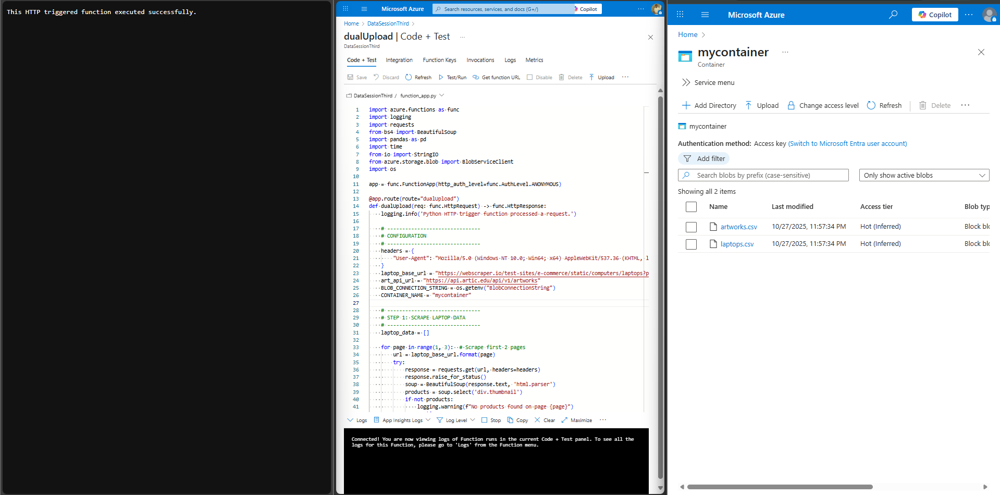 This HTTP triggered function executed successfully.
Microsoft Azure
Search resources, services, and docs (G+/)
Copilot
Home > DataSessionThird >
dualUpload | Code + Test ...
DataSessionThird
Code + Test Integration Function Keys Invocations Logs Metrics
Save Discard Refresh Test/Run Get function URL Disable Delete Upload ...
DataSessionThird / function_app.py
1 import azure.functions as func
2 import logging
3 import requests
4 from bs4 import BeautifulSoup
5 import pandas as pd
6 import time
7 from io import StringIO
8 from azure.storage.blob import BlobServiceClient
9 import os
10
11 app = func.FunctionApp(http_auth_level=func.AuthLevel.ANONYMOUS)
12
13 @app.route(route="dualUpload")
14 def dualUpload(req: func.HttpRequest) -> func.HttpResponse:
15     logging.info('Python HTTP trigger function processed a request.')
16
17     # -------------------------------
18     # CONFIGURATION
19     # -------------------------------
20     headers = {
21         "User-Agent": "Mozilla/5.0 (Windows NT 10.0; Win64; x64) AppleWebKit/537.36 (KHTML, l
22     }
23     laptop_base_url = "https://webscraper.io/test-sites/e-commerce/static/computers/laptops?p
24     art_api_url = "https://api.artic.edu/api/v1/artworks"
25     BLOB_CONNECTION_STRING = os.getenv("BlobConnectionString")
26     CONTAINER_NAME = "mycontainer"
27
28     # -------------------------------
29     # STEP 1: SCRAPE LAPTOP DATA
30     # -------------------------------
31     laptop_data = []
32
33     for page in range(1, 3):  # Scrape first 2 pages
34         url = laptop_base_url.format(page)
35         try:
36             response = requests.get(url, headers=headers)
37             response.raise_for_status()
38             soup = BeautifulSoup(response.text, 'html.parser')
39             products = soup.select('div.thumbnail')
40             if not products:
41                 logging.warning(f"No products found on page {page}")
Logs App Insights Logs Log Level Stop Copy Clear Maximize ...
Connected! You are now viewing logs of Function runs in the current Code + Test panel. To see all the
logs for this Function, please go to 'Logs' from the Function menu.
Microsoft Azure
Copilot
Home >
mycontainer ...
Container
Service menu
Add Directory Upload Change access level Refresh Delete ...
mycontainer
Authentication method: Access key (Switch to Microsoft Entra user account)
Add filter
Search blobs by prefix (case-sensitive)
Only show active blobs
Showing all 2 items
Name Last modified Access tier Blob typ
artworks.csv 10/27/2025, 11:57:34 PM Hot (Inferred) Block blo
laptops.csv 10/27/2025, 11:57:34 PM Hot (Inferred) Block blo